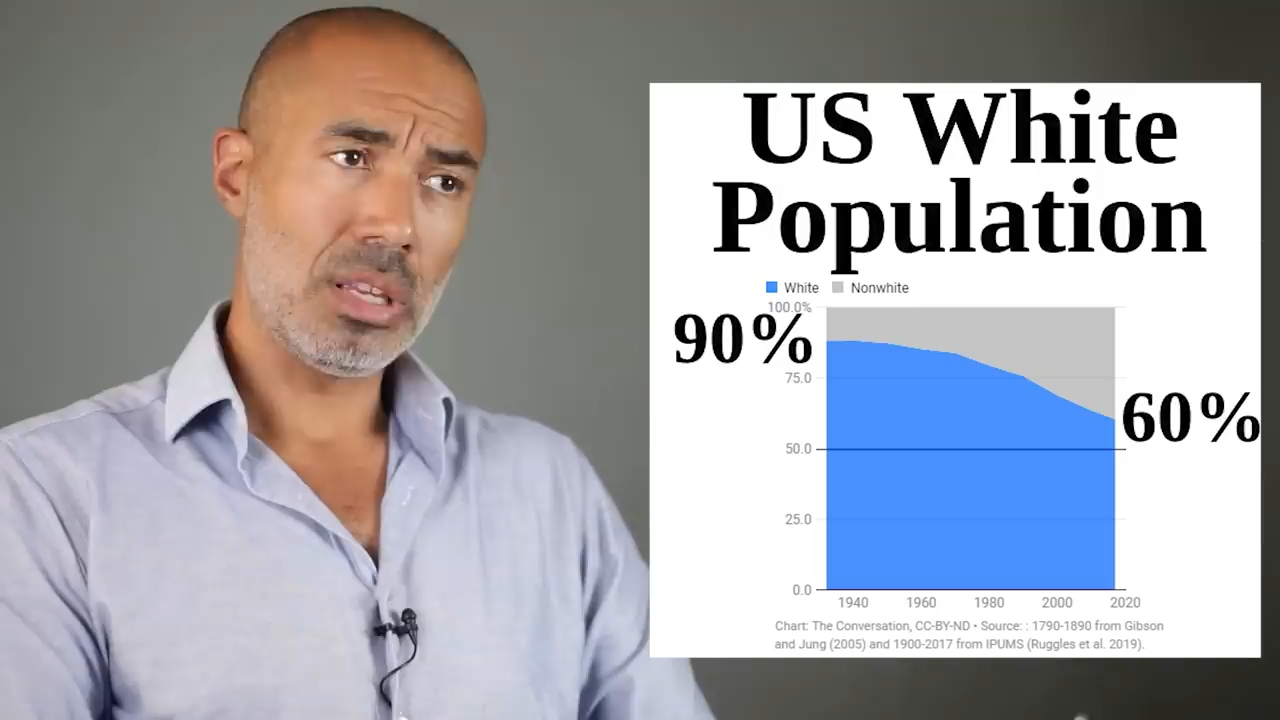 US White
Population
White Nonwhite
100.0%
90%
75.0
60%
50.0
25.0
0.0
1940 1960 1980 2000 2020
Chart: The Conversation, CC-BY-ND • Source: : 1790-1890 from Gibson
and Jung (2005) and 1900-2017 from IPUMS (Ruggles et al. 2019).